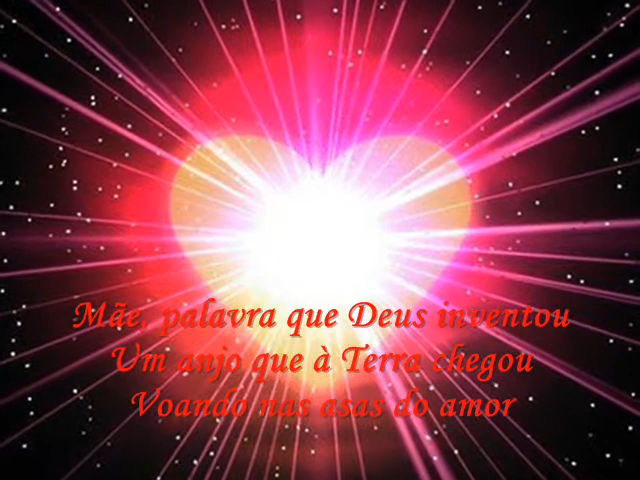 Mãe, palavra que Deus inventou
Um anjo que à Terra chegou
Voando nas asas do amor